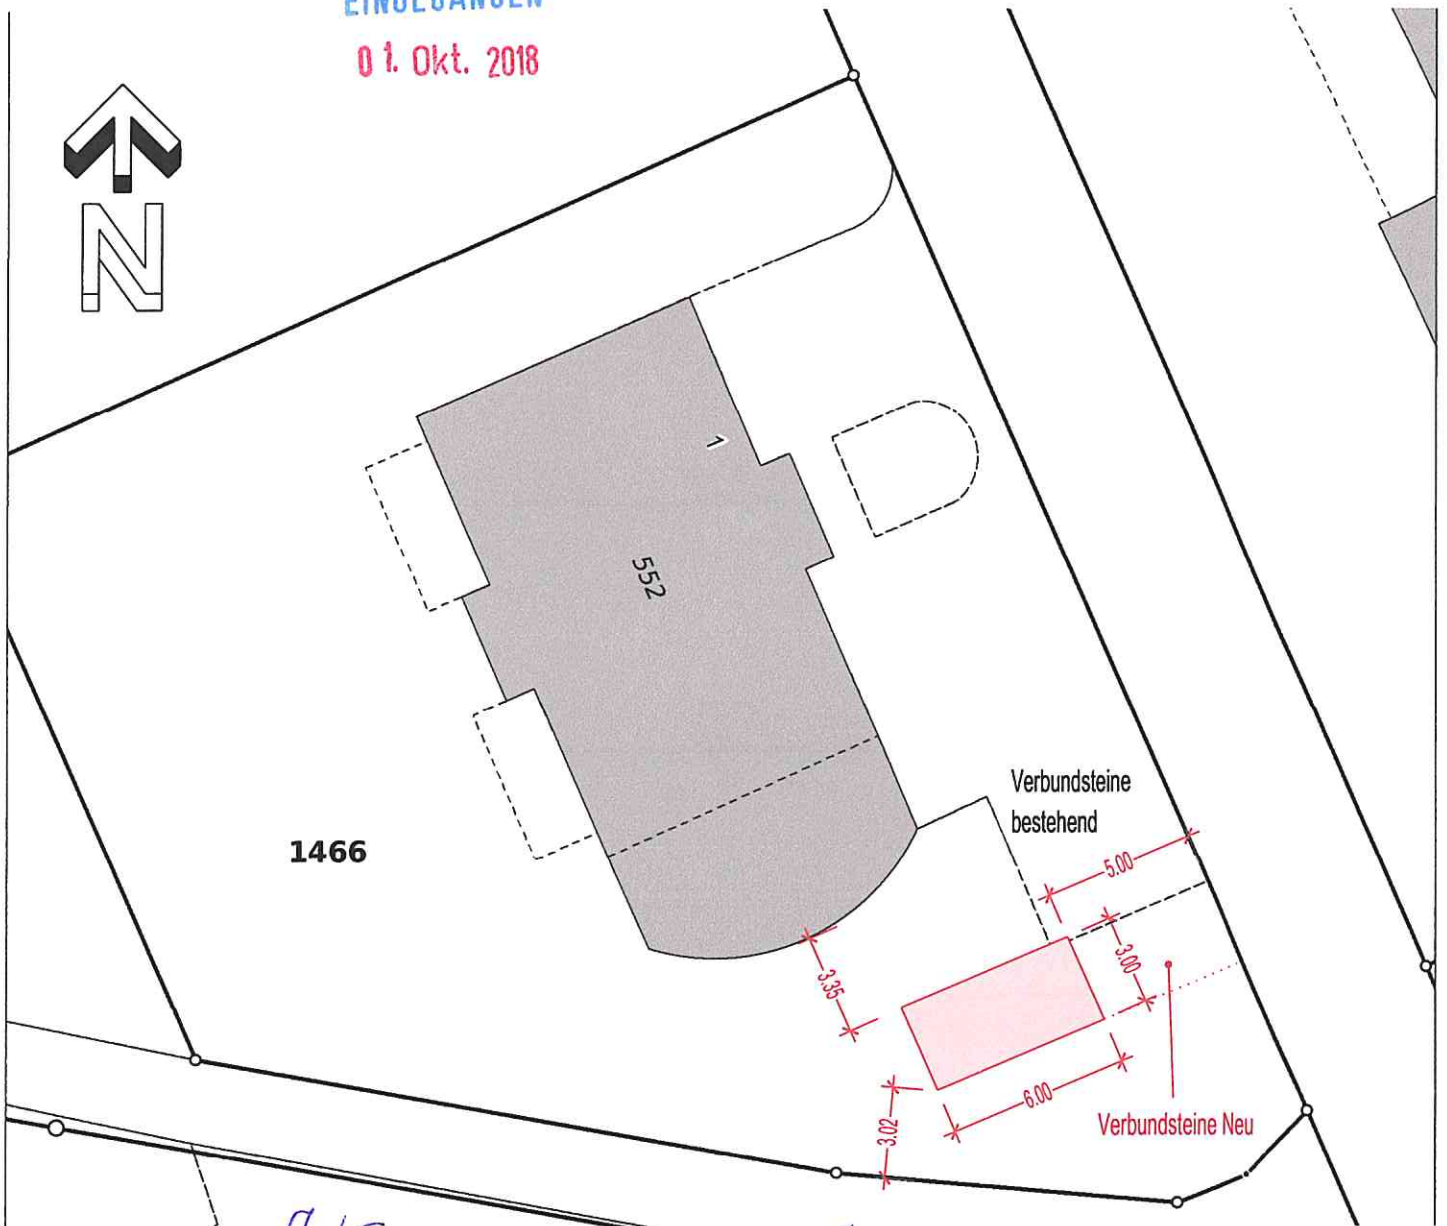 EINGEGANGEN
01. Okt. 2018
N
1
552
Verbundsteine
bestehend
1466
5.00
3.00
3.35
6.00
3.02
Verbundsteine Neu